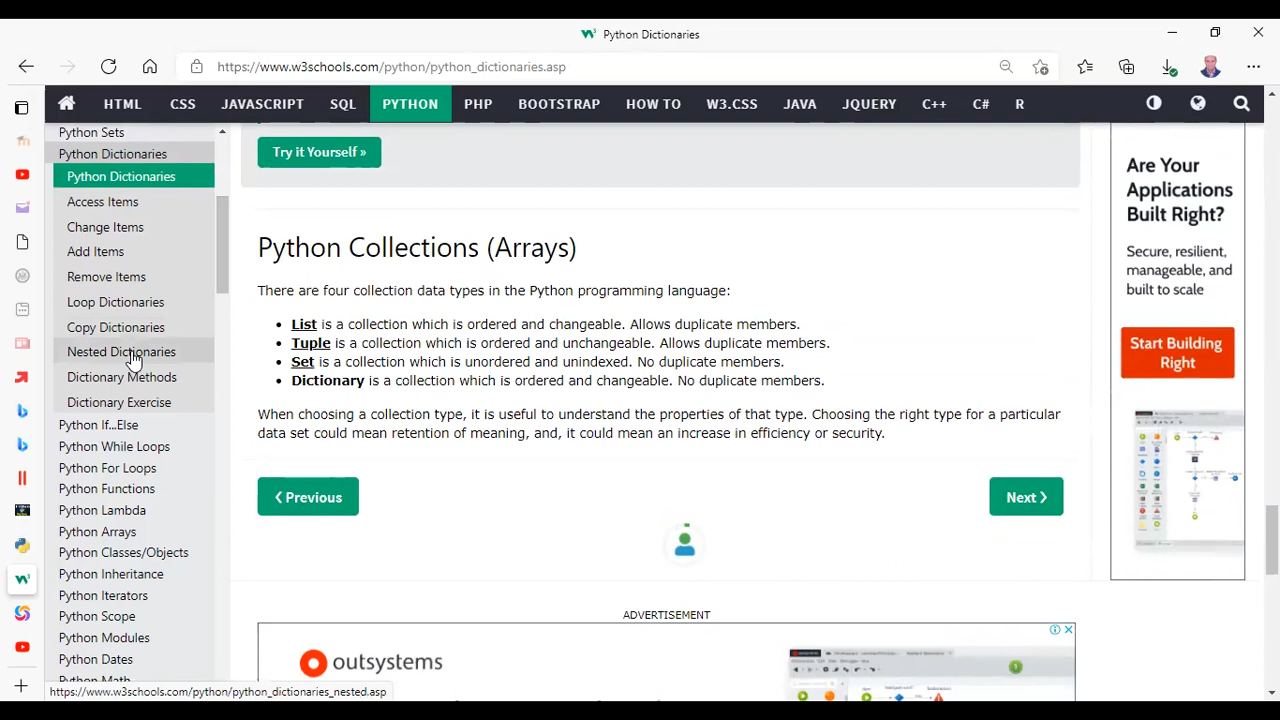 Python Dictionaries
https://www.w3schools.com/python/python_dictionaries.asp
HTML CSS JAVASCRIPT SQL PYTHON PHP BOOTSTRAP HOW TO W3.CSS JAVA JQUERY C++ C# R
Python Sets
Python Dictionaries
Python Dictionaries
Access Items
Change Items
Add Items
Remove Items
Loop Dictionaries
Copy Dictionaries
Nested Dictionaries
Dictionary Methods
Dictionary Exercise
Python If...Else
Python While Loops
Python For Loops
Python Functions
Python Lambda
Python Arrays
Python Classes/Objects
Python Inheritance
Python Iterators
Python Scope
Python Modules
Python Dates
Python Math
https://www.w3schools.com/python/python_dictionaries_nested.asp
Try it Yourself »
Python Collections (Arrays)
There are four collection data types in the Python programming language:
• List is a collection which is ordered and changeable. Allows duplicate members.
• Tuple is a collection which is ordered and unchangeable. Allows duplicate members.
• Set is a collection which is unordered and unindexed. No duplicate members.
• Dictionary is a collection which is ordered and changeable. No duplicate members.
When choosing a collection type, it is useful to understand the properties of that type. Choosing the right type for a particular
data set could mean retention of meaning, and, it could mean an increase in efficiency or security.
❮ Previous
Next ❯
ADVERTISEMENT
outsystems
Are Your
Applications
Built Right?
Secure, resilient,
manageable, and
built to scale
Start Building
Right